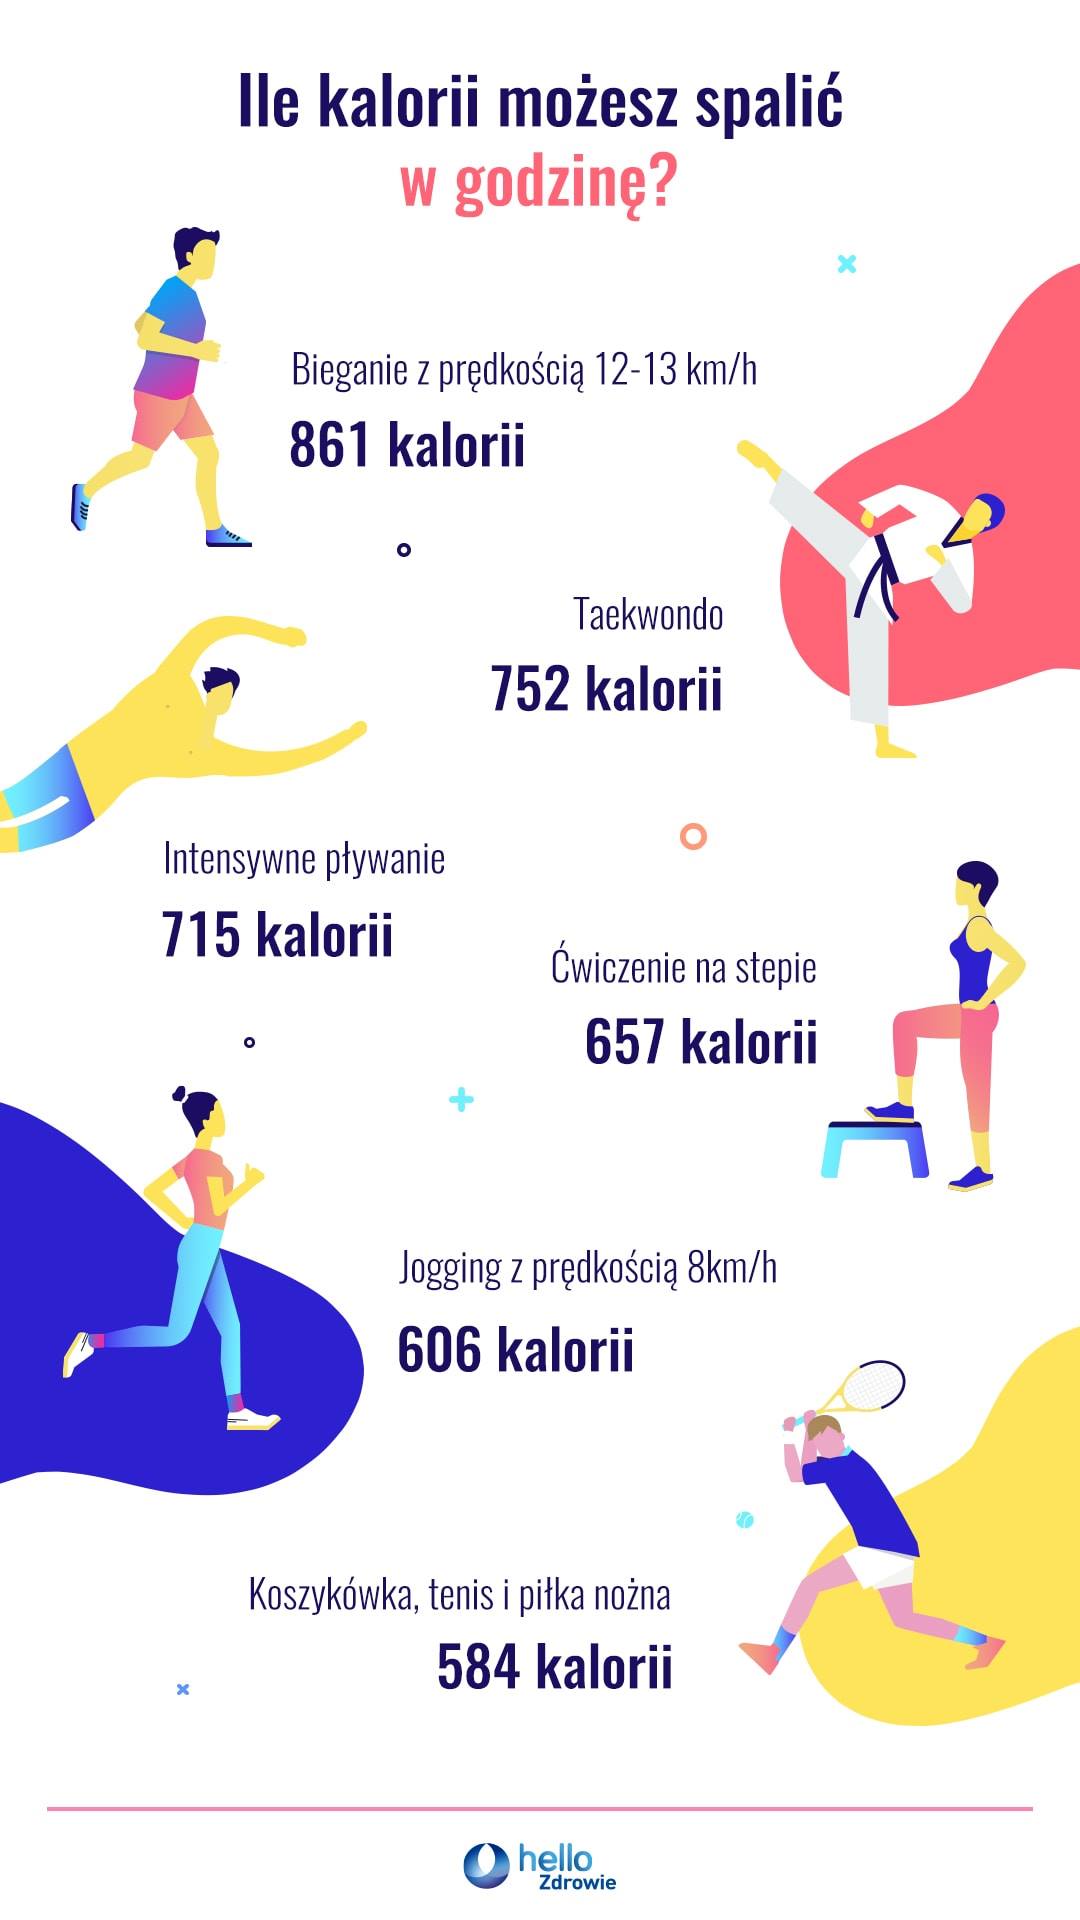 Ile kalorii możesz spalić
w godzinę?
Bieganie z prędkością 12-13 km/h
861 kalorii
Taekwondo
752 kalorii
Intensywne pływanie
715 kalorii
Ćwiczenie na stepie
657 kalorii
Jogging z prędkością 8km/h
606 kalorii
Koszykówka, tenis i piłka nożna
584 kalorii
hello
Zdrowie